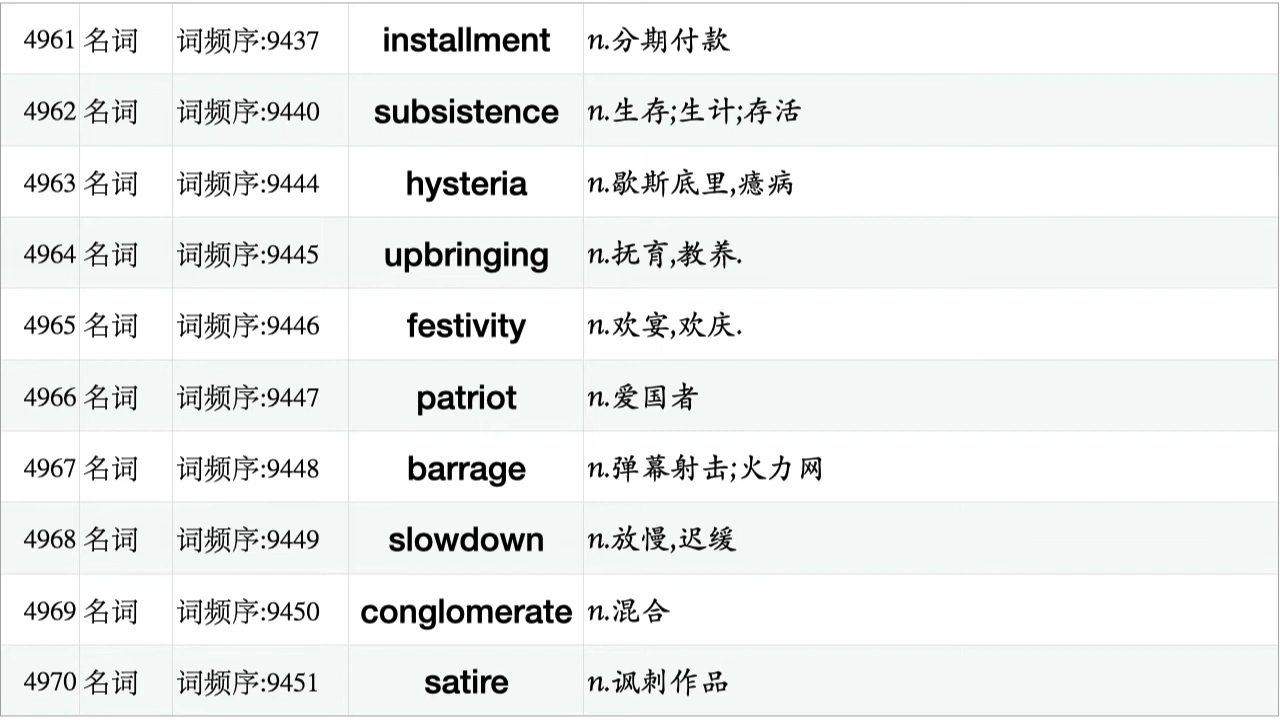 4961 名词 词频序:9437 installment n.分期付款
4962 名词 词频序:9440 subsistence n.生存;生计;存活
4963 名词 词频序:9444 hysteria n.歇斯底里,癔病
4964 名词 词频序:9445 upbringing n.抚育,教养.
4965 名词 词频序:9446 festivity n.欢宴,欢庆.
4966 名词 词频序:9447 patriot n.爱国者
4967 名词 词频序:9448 barrage n.弹幕射击;火力网
4968 名词 词频序:9449 slowdown n.放慢,迟缓
4969 名词 词频序:9450 conglomerate n.混合
4970 名词 词频序:9451 satire n.讽刺作品